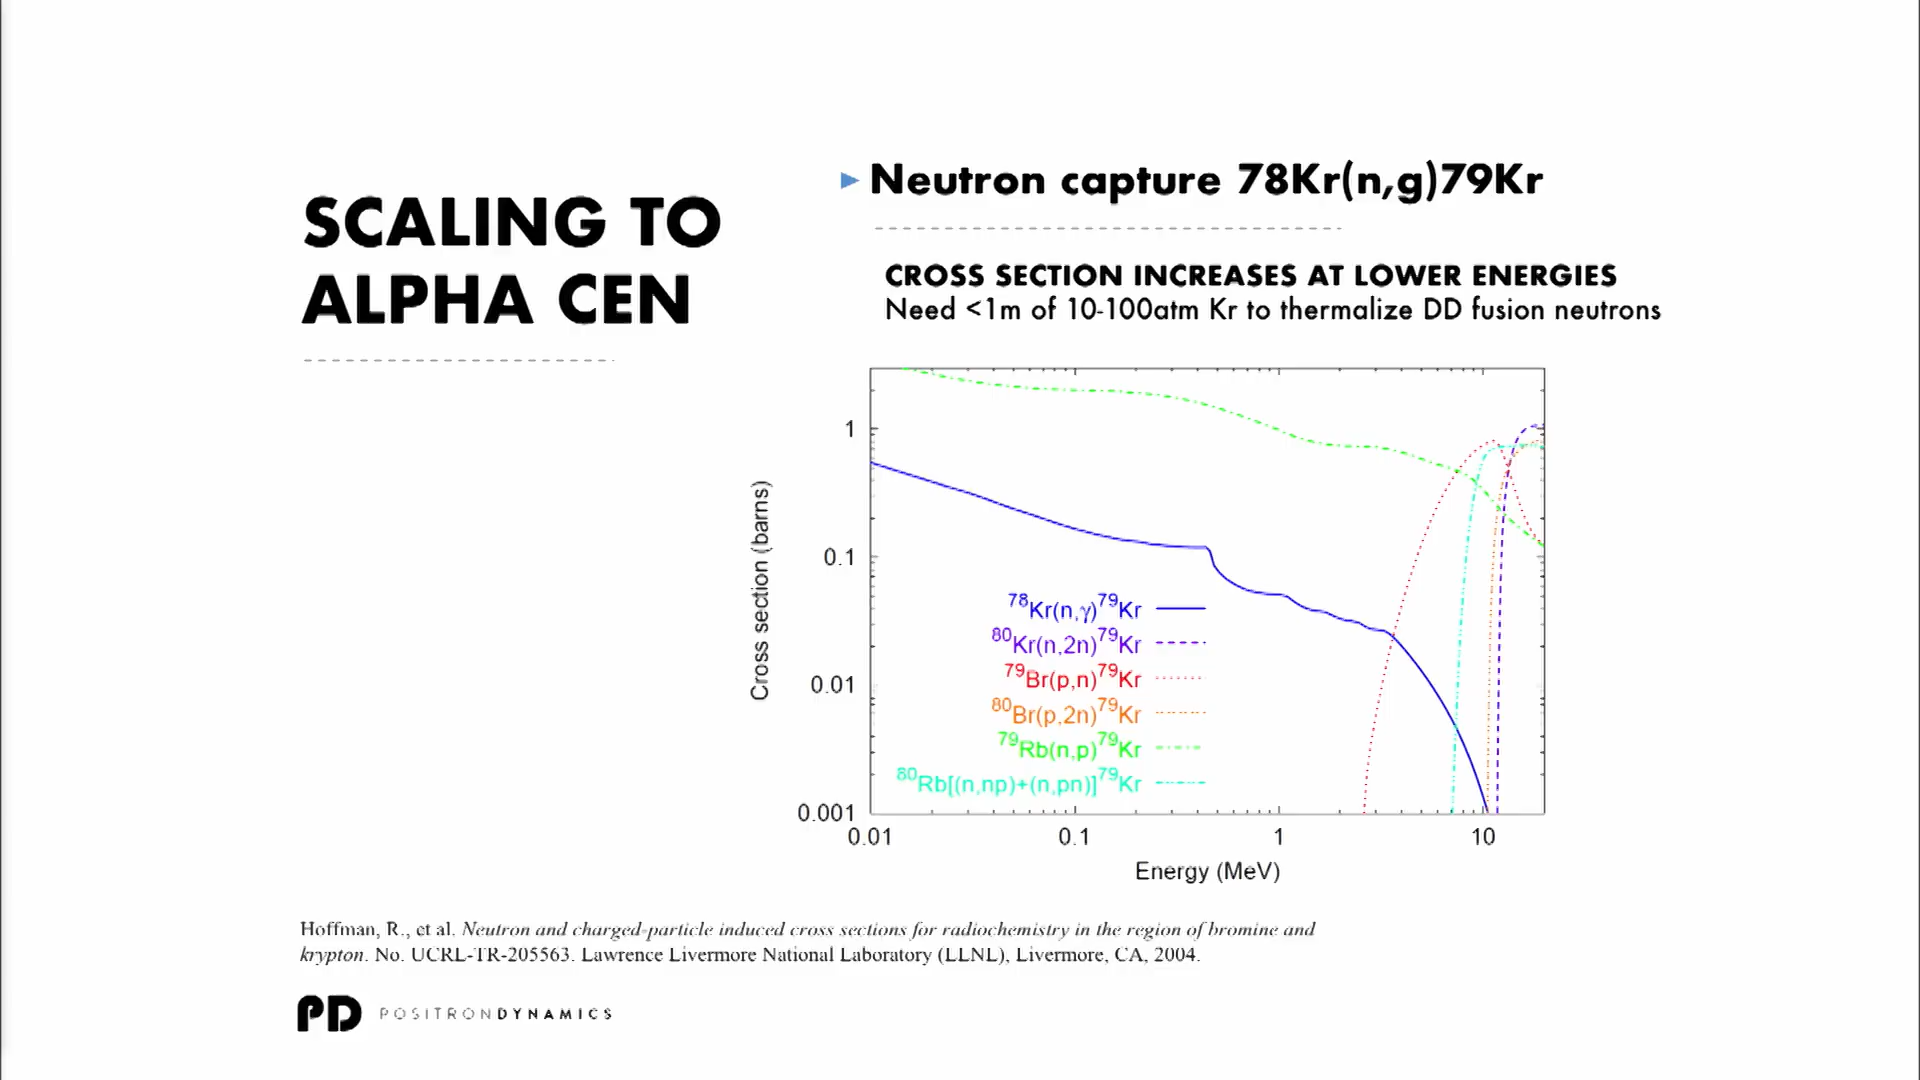 SCALING TO
ALPHA CEN
Neutron capture 78Kr(n,g)79Kr
CROSS SECTION INCREASES AT LOWER ENERGIES
Need <1m of 10-100atm Kr to thermalize DD fusion neutrons
Cross section (barns)
1
0.1
0.01
0.001
78Kr(n,γ)79Kr
80Kr(n,2n)79Kr
79Br(p,n)79Kr
80Br(p,2n)79Kr
79Rb(n,p)79Kr
80Rb[(n,np)+(n,pn)]79Kr
0.01 0.1 1 10
Energy (MeV)
Hoffman, R., et al. Neutron and charged-particle induced cross sections for radiochemistry in the region of bromine and
krypton. No. UCRL-TR-205563. Lawrence Livermore National Laboratory (LLNL), Livermore, CA, 2004.
PD POSITRONDYNAMICS